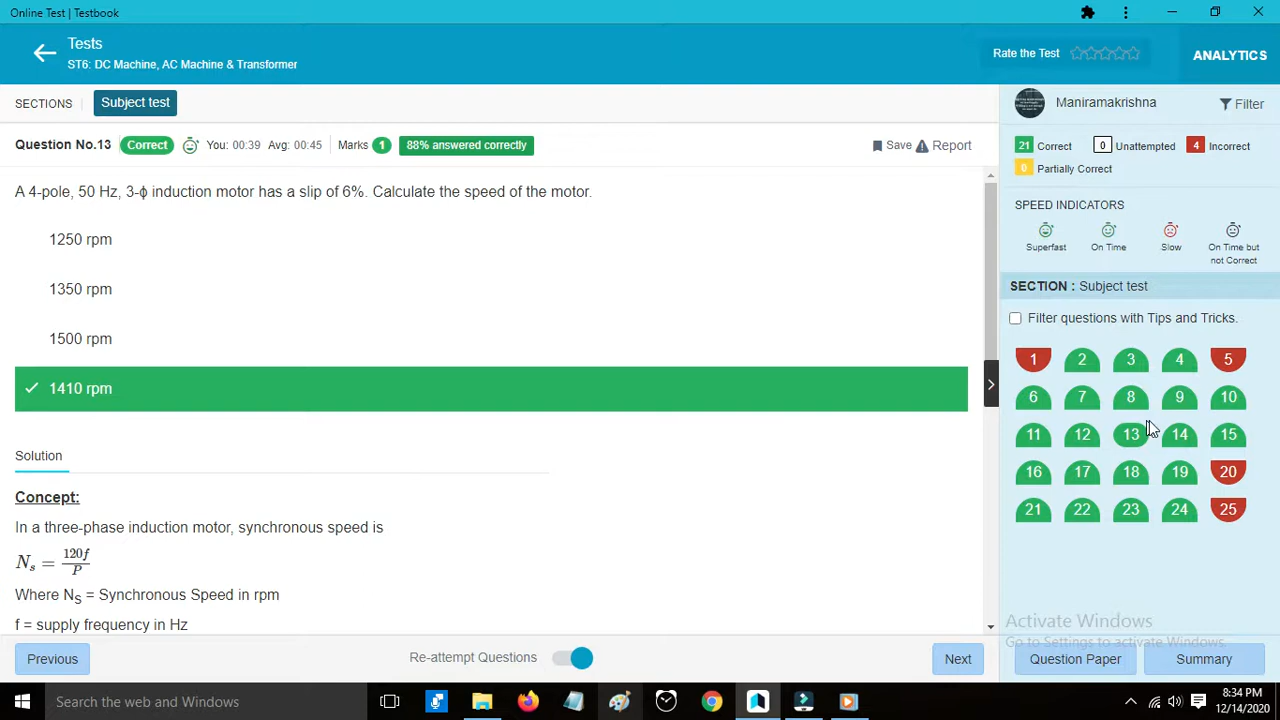 Online Test | Testbook
Tests
ST6: DC Machine, AC Machine & Transformer
Rate the Test
ANALYTICS
SECTIONS
Subject test
Question No.13 Correct You: 00:39 Avg: 00:45 Marks 1 88% answered correctly Save Report
A 4-pole, 50 Hz, 3-ϕ induction motor has a slip of 6%. Calculate the speed of the motor.
1250 rpm
1350 rpm
1500 rpm
1410 rpm
Solution
Concept:
In a three-phase induction motor, synchronous speed is
Nₛ = 120f / P
Where N_S = Synchronous Speed in rpm
f = supply frequency in Hz
Previous
Re-attempt Questions
Next
Maniramakrishna
Filter
21 Correct 0 Unattempted 4 Incorrect
0 Partially Correct
SPEED INDICATORS
Superfast On Time Slow On Time but
not Correct
SECTION : Subject test
Filter questions with Tips and Tricks.
1 2 3 4 5
6 7 8 9 10
11 12 13 14 15
16 17 18 19 20
21 22 23 24 25
Activate Windows
Go to Settings to activate Windows.
Question Paper Summary
Search the web and Windows
8:34 PM
12/14/2020